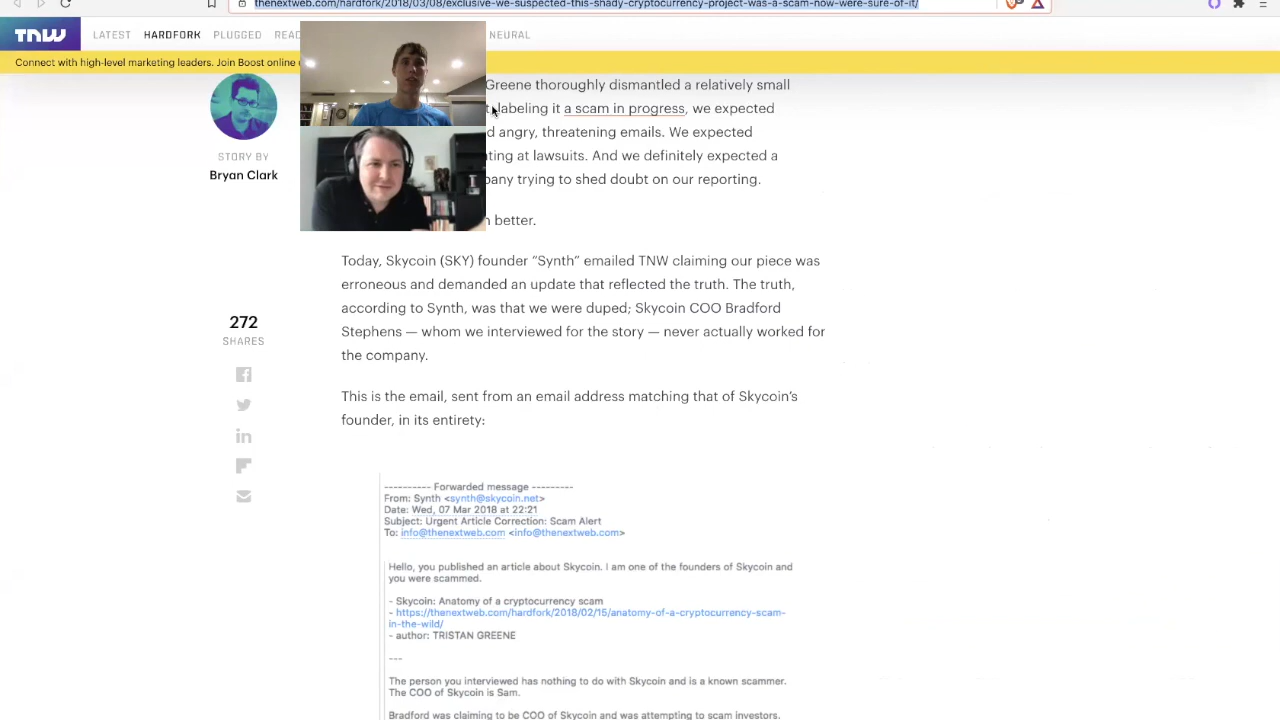 thenextweb.com/hardfork/2018/03/08/exclusive-we-suspected-this-shady-cryptocurrency-project-was-a-scam-now-were-sure-of-it/
TNW LATEST HARDFORK PLUGGED NEURAL
Connect with high-level marketing leaders. Join Boost online
Greene thoroughly dismantled a relatively small
labeling it a scam in progress, we expected
angry, threatening emails. We expected
at lawsuits. And we definitely expected a
trying to shed doubt on our reporting.
better.
STORY BY
Bryan Clark
Today, Skycoin (SKY) founder “Synth” emailed TNW claiming our piece was
erroneous and demanded an update that reflected the truth. The truth,
according to Synth, was that we were duped; Skycoin COO Bradford
Stephens — whom we interviewed for the story — never actually worked for
the company.
272
SHARES
This is the email, sent from an email address matching that of Skycoin’s
founder, in its entirety:
---------- Forwarded message ---------
From: Synth <synth@skycoin.net>
Date: Wed, 07 Mar 2018 at 22:21
Subject: Urgent Article Correction: Scam Alert
To: info@thenextweb.com <info@thenextweb.com>
Hello, you published an article about Skycoin. I am one of the founders of Skycoin and
you were scammed.
- Skycoin: Anatomy of a cryptocurrency scam
- https://thenextweb.com/hardfork/2018/02/15/anatomy-of-a-cryptocurrency-scam-
in-the-wild/
- author: TRISTAN GREENE
---
The person you interviewed has nothing to do with Skycoin and is a known scammer.
The COO of Skycoin is Sam.
Bradford was claiming to be COO of Skycoin and was attempting to scam investors.